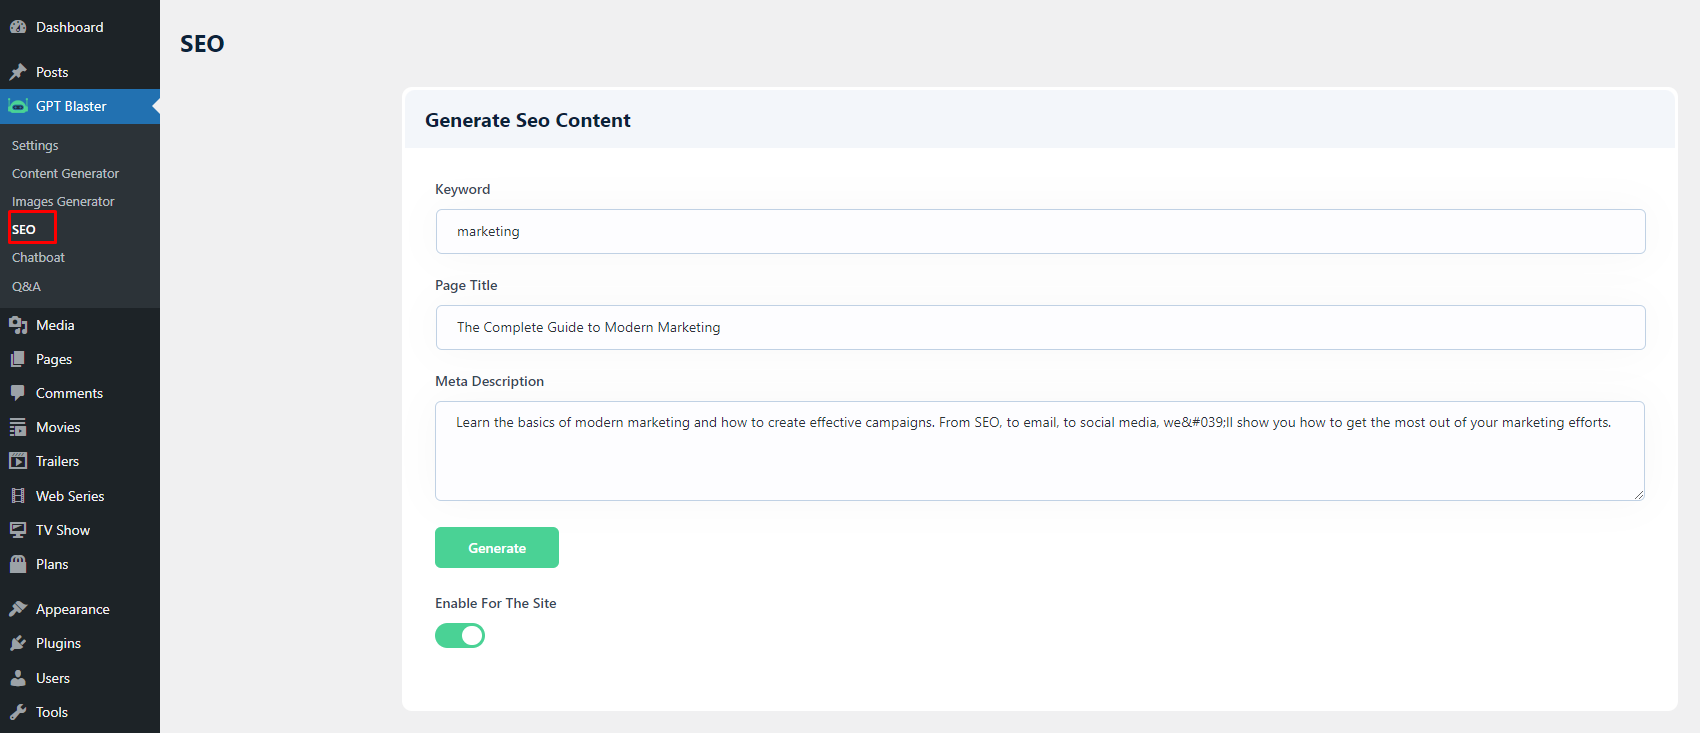 Dashboard
Posts
GPT Blaster
Settings
Content Generator
Images Generator
SEO
Chatboat
Q&A
Media
Pages
Comments
Movies
Trailers
Web Series
TV Show
Plans
Appearance
Plugins
Users
Tools
SEO
Generate Seo Content
Keyword
marketing
Page Title
The Complete Guide to Modern Marketing
Meta Description
Learn the basics of modern marketing and how to create effective campaigns. From SEO, to email, to social media, we&#039;ll show you how to get the most out of your marketing efforts.
Generate
Enable For The Site